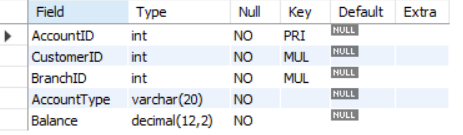 Field Type Null Key Default Extra
AccountID int NO PRI NULL
CustomerID int NO MUL NULL
BranchID int NO MUL NULL
AccountType varchar(20) NO NULL
Balance decimal(12,2) NO NULL